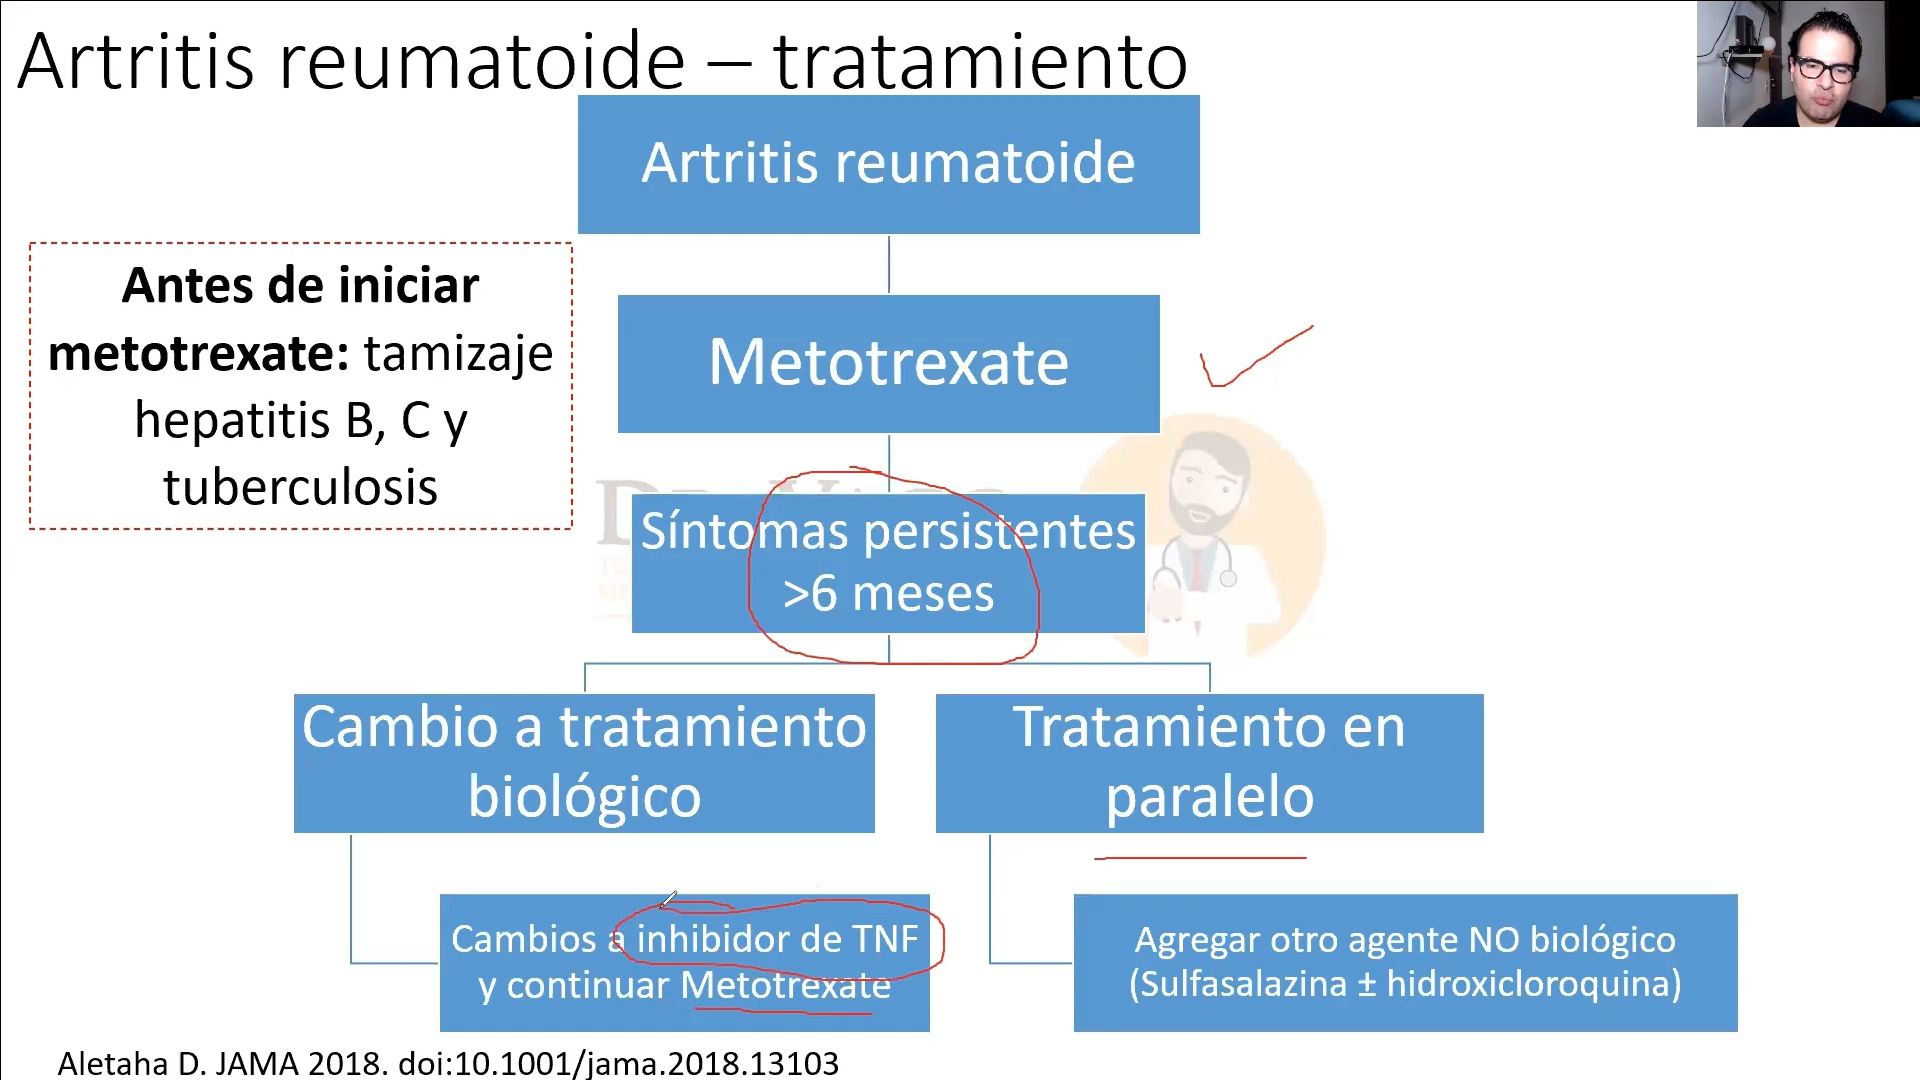 Artritis reumatoide – tratamiento
Artritis reumatoide
Antes de iniciar
metotrexate: tamizaje
hepatitis B, C y
tuberculosis
Metotrexate
Síntomas persistentes
>6 meses
Cambio a tratamiento
biológico
Tratamiento en
paralelo
Cambios a inhibidor de TNF
y continuar Metotrexate
Agregar otro agente NO biológico
(Sulfasalazina ± hidroxicloroquina)
Aletaha D. JAMA 2018. doi:10.1001/jama.2018.13103